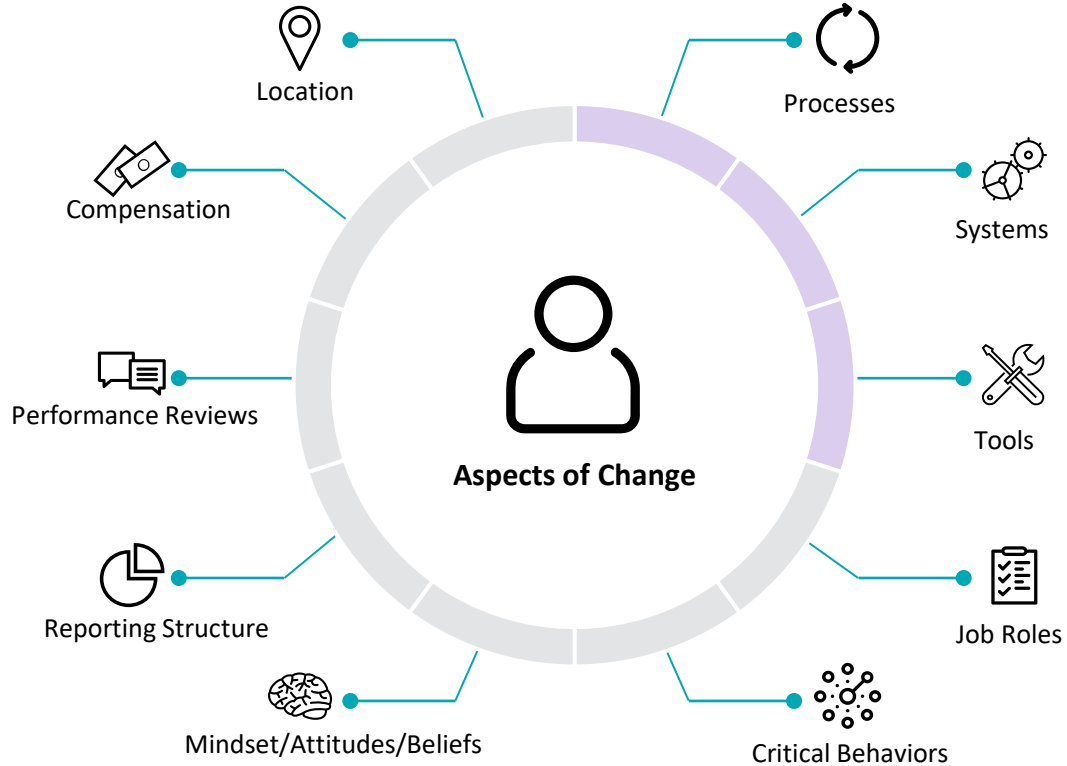 Location
Processes
Compensation
Systems
Performance Reviews
Tools
Aspects of Change
Reporting Structure
Job Roles
Mindset/Attitudes/Beliefs
Critical Behaviors